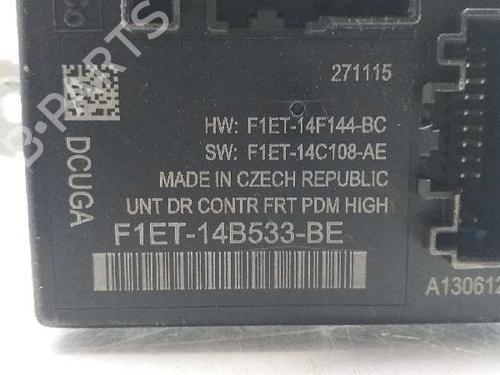 271115
HW: F1ET-14F144-BC
SW: F1ET-14C108-AE
MADE IN CZECH REPUBLIC
UNT DR CONTR FRT PDM HIGH
F1ET-14B533-BE
DCUGA
A130612